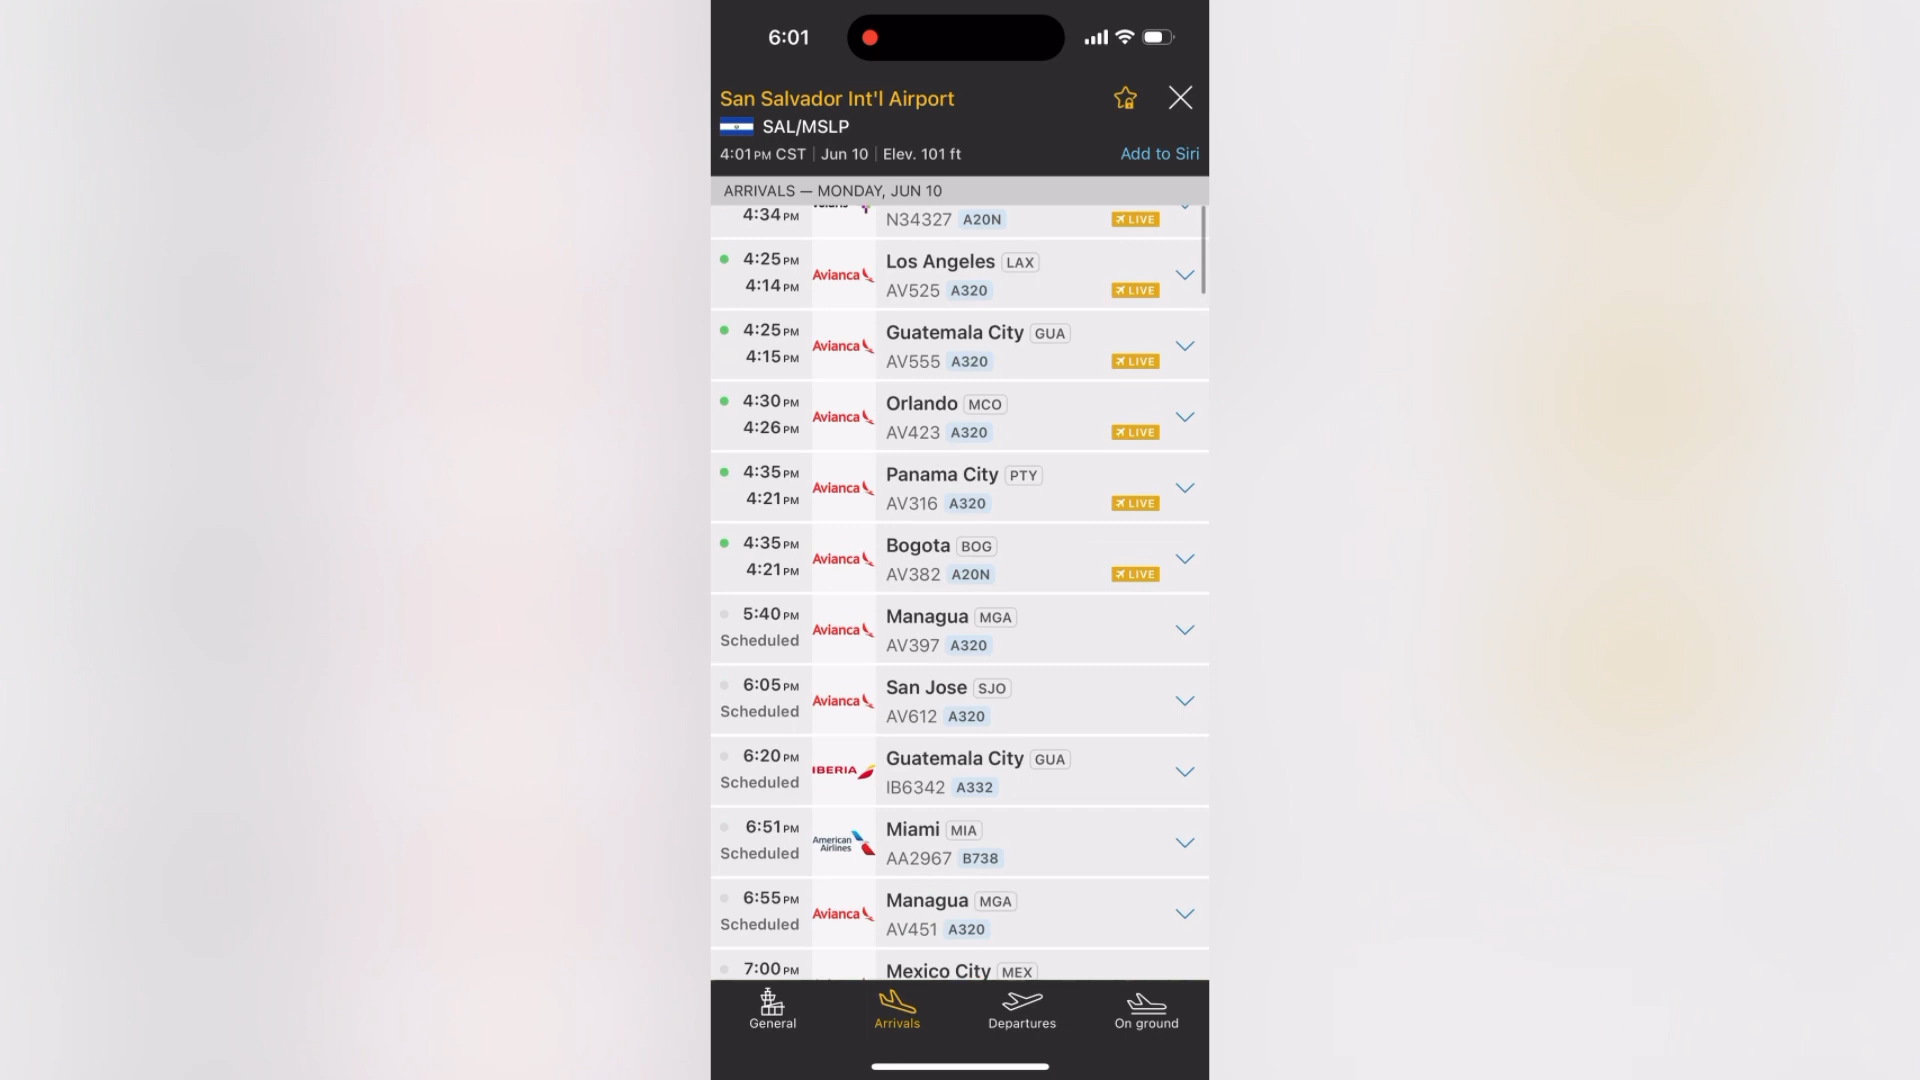 6:01
San Salvador Int'l Airport
SAL/MSLP
4:01PM CST | Jun 10 | Elev. 101 ft
Add to Siri
ARRIVALS — MONDAY, JUN 10
4:34PM
N34327 A20N
LIVE
4:25PM
4:14PM
Avianca
Los Angeles LAX
AV525 A320
LIVE
4:25PM
4:15PM
Avianca
Guatemala City GUA
AV555 A320
LIVE
4:30PM
4:26PM
Avianca
Orlando MCO
AV423 A320
LIVE
4:35PM
4:21PM
Avianca
Panama City PTY
AV316 A320
LIVE
4:35PM
4:21PM
Avianca
Bogota BOG
AV382 A20N
LIVE
5:40PM
Scheduled
Avianca
Managua MGA
AV397 A320
6:05PM
Scheduled
Avianca
San Jose SJO
AV612 A320
6:20PM
Scheduled
IBERIA
Guatemala City GUA
IB6342 A332
6:51PM
Scheduled
American
Airlines
Miami MIA
AA2967 B738
6:55PM
Scheduled
Avianca
Managua MGA
AV451 A320
7:00PM
Mexico City MEX
General
Arrivals
Departures
On ground